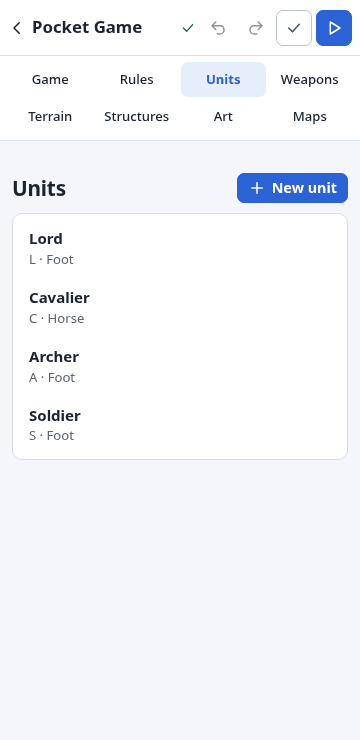 Pocket Game
Game Rules Units Weapons
Terrain Structures Art Maps
Units
New unit
Lord
L · Foot
Cavalier
C · Horse
Archer
A · Foot
Soldier
S · Foot